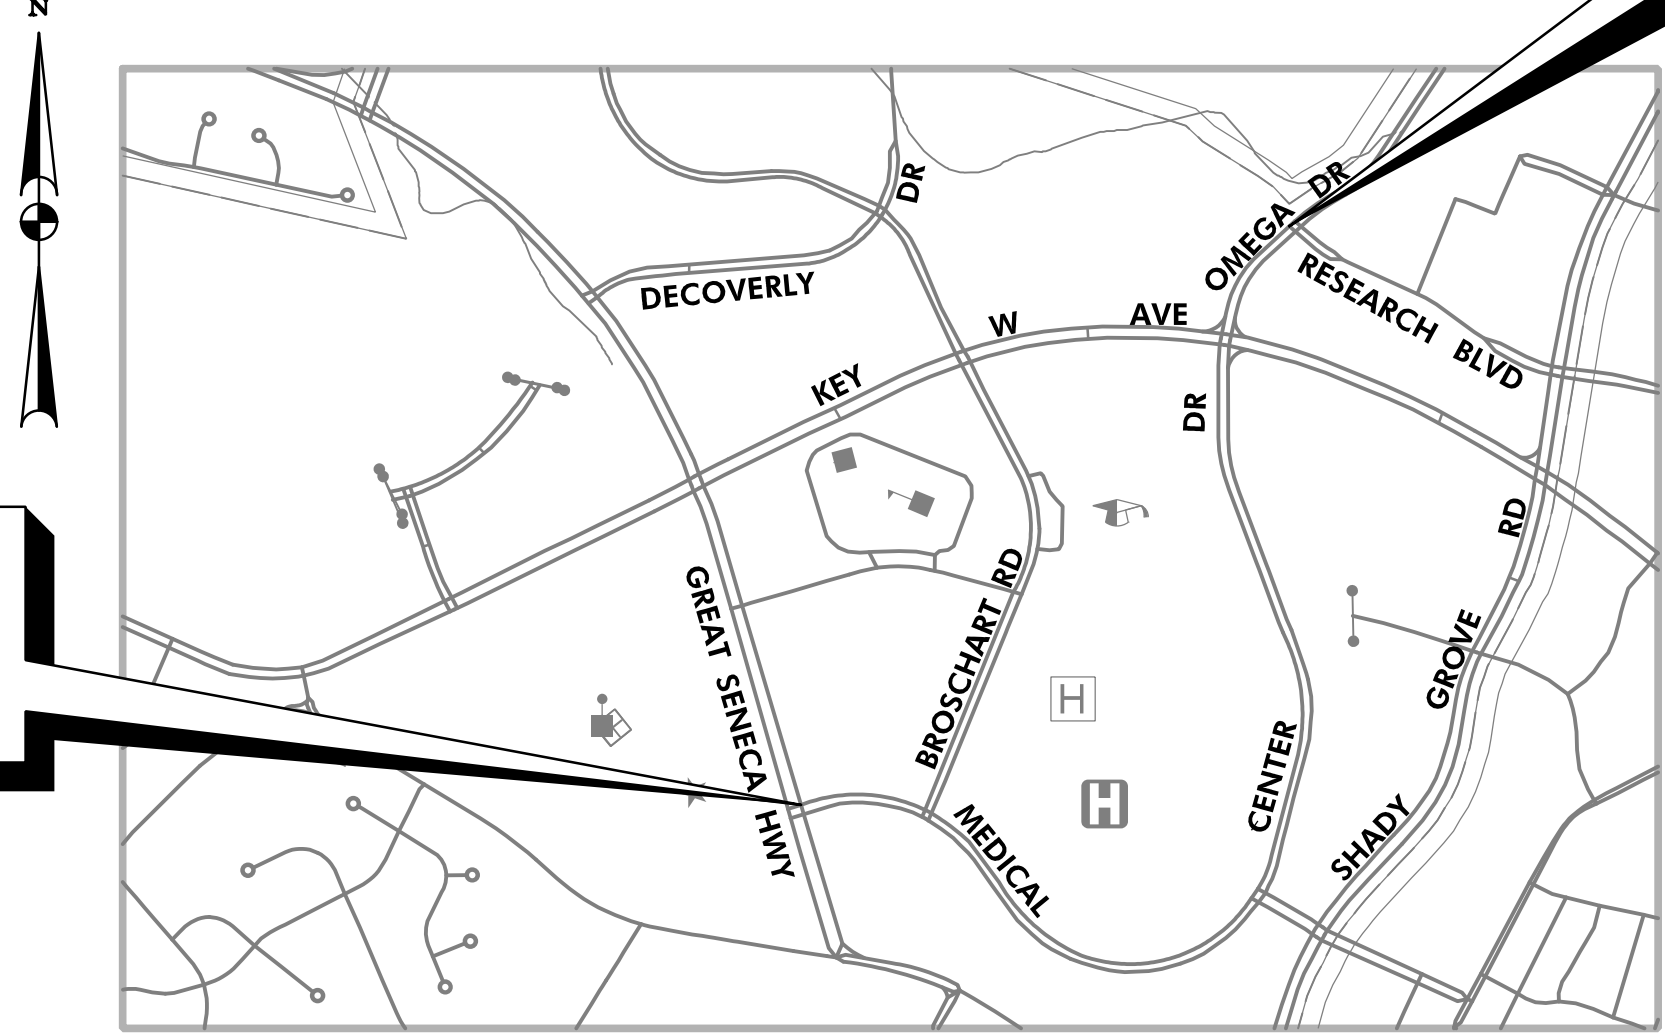 N
DR
DECOVERLY
KEY
W
AVE
OMEGA DR
RESEARCH BLVD
DR
RD
GREAT SENECA HWY
BROSCHART RD
H
H
MEDICAL
CENTER
SHADY
GROVE